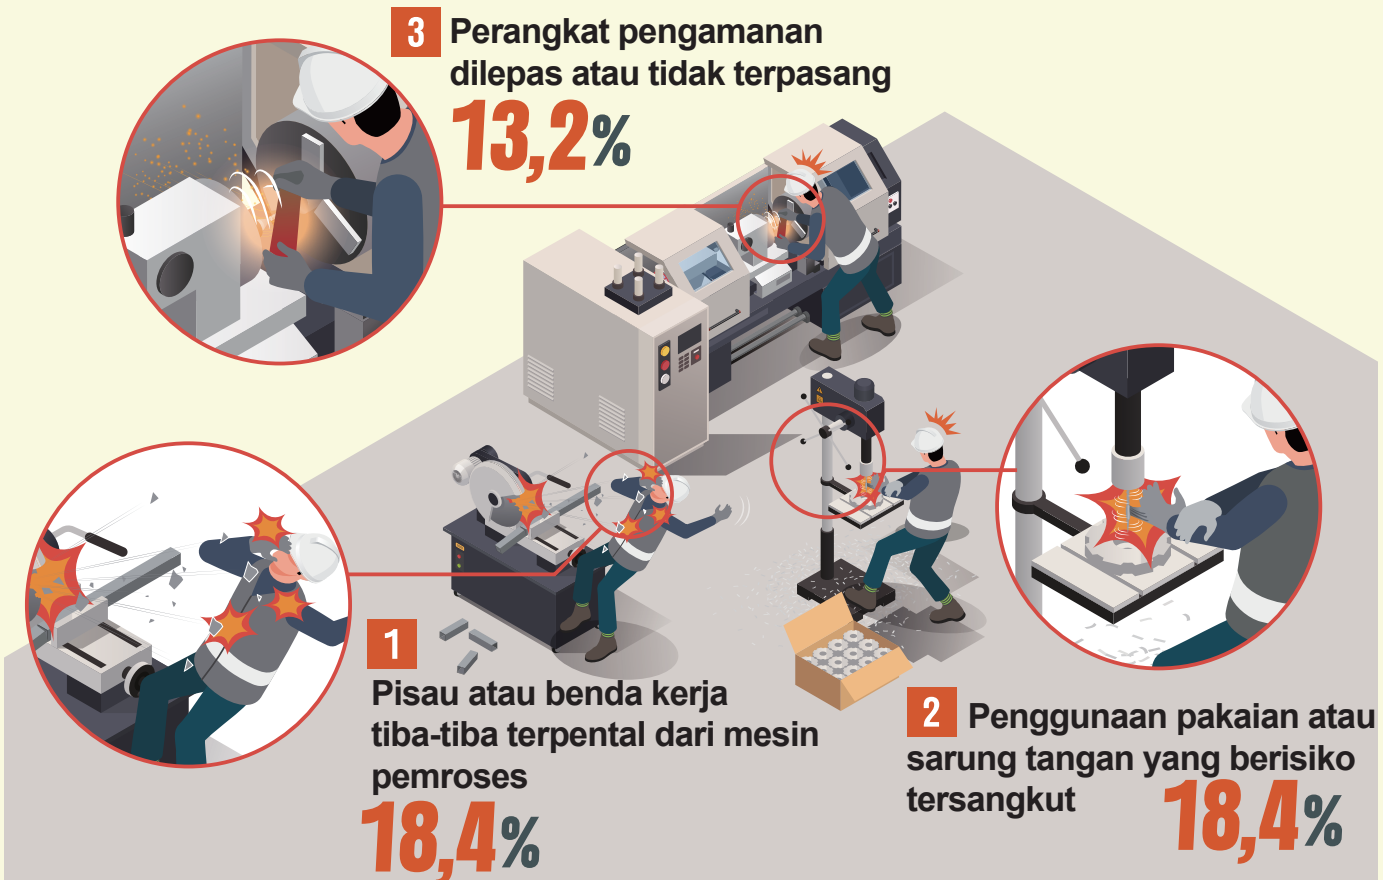 3 Perangkat pengamanan
dilepas atau tidak terpasang
13,2%
1
Pisau atau benda kerja
tiba-tiba terpental dari mesin
pemroses
18,4%
2 Penggunaan pakaian atau
sarung tangan yang berisiko
tersangkut
18,4%